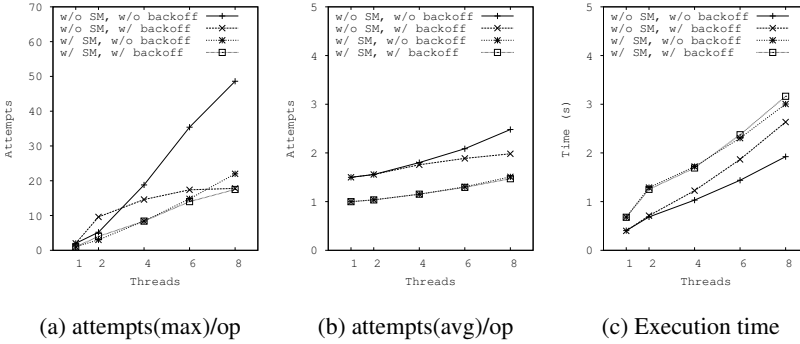 70
60
50
40
30
20
10
0
Attempts
w/o SM, w/o backoff
w/o SM, w/ backoff
w/ SM, w/o backoff
w/ SM, w/ backoff
1 2 4 6 8
Threads
(a) attempts(max)/op
5
4
3
2
1
0
Attempts
w/o SM, w/o backoff
w/o SM, w/ backoff
w/ SM, w/o backoff
w/ SM, w/ backoff
1 2 4 6 8
Threads
(b) attempts(avg)/op
5
4
3
2
1
0
Time (s)
w/o SM, w/o backoff
w/o SM, w/ backoff
w/ SM, w/o backoff
w/ SM, w/ backoff
1 2 4 6 8
Threads
(c) Execution time